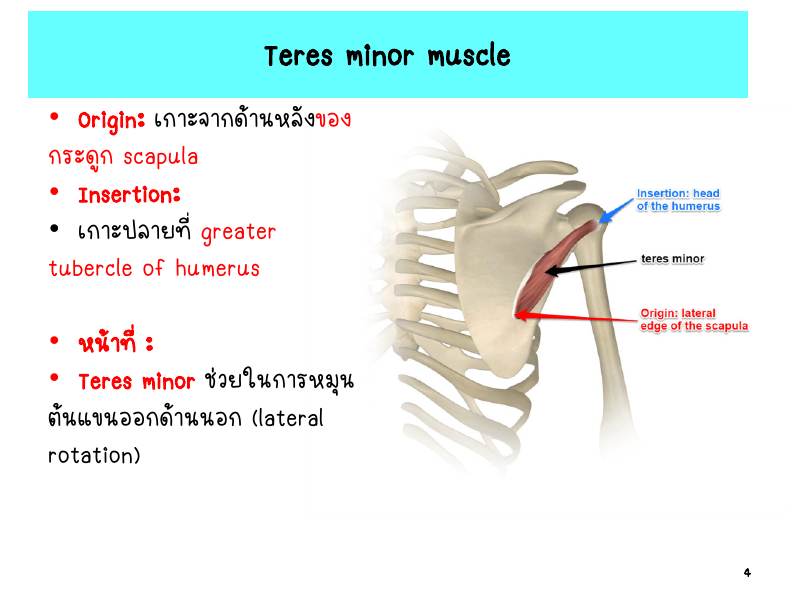 Teres minor muscle
• Origin: เกาะจากด้านหลังของ
กระดูก scapula
• Insertion:
• เกาะปลายที่ greater
tubercle of humerus
• หน้าที่ :
• Teres minor ช่วยในการหมุน
ต้นแขนออกด้านนอก (lateral
rotation)
Insertion: head
of the humerus
teres minor
Origin: lateral
edge of the scapula
4